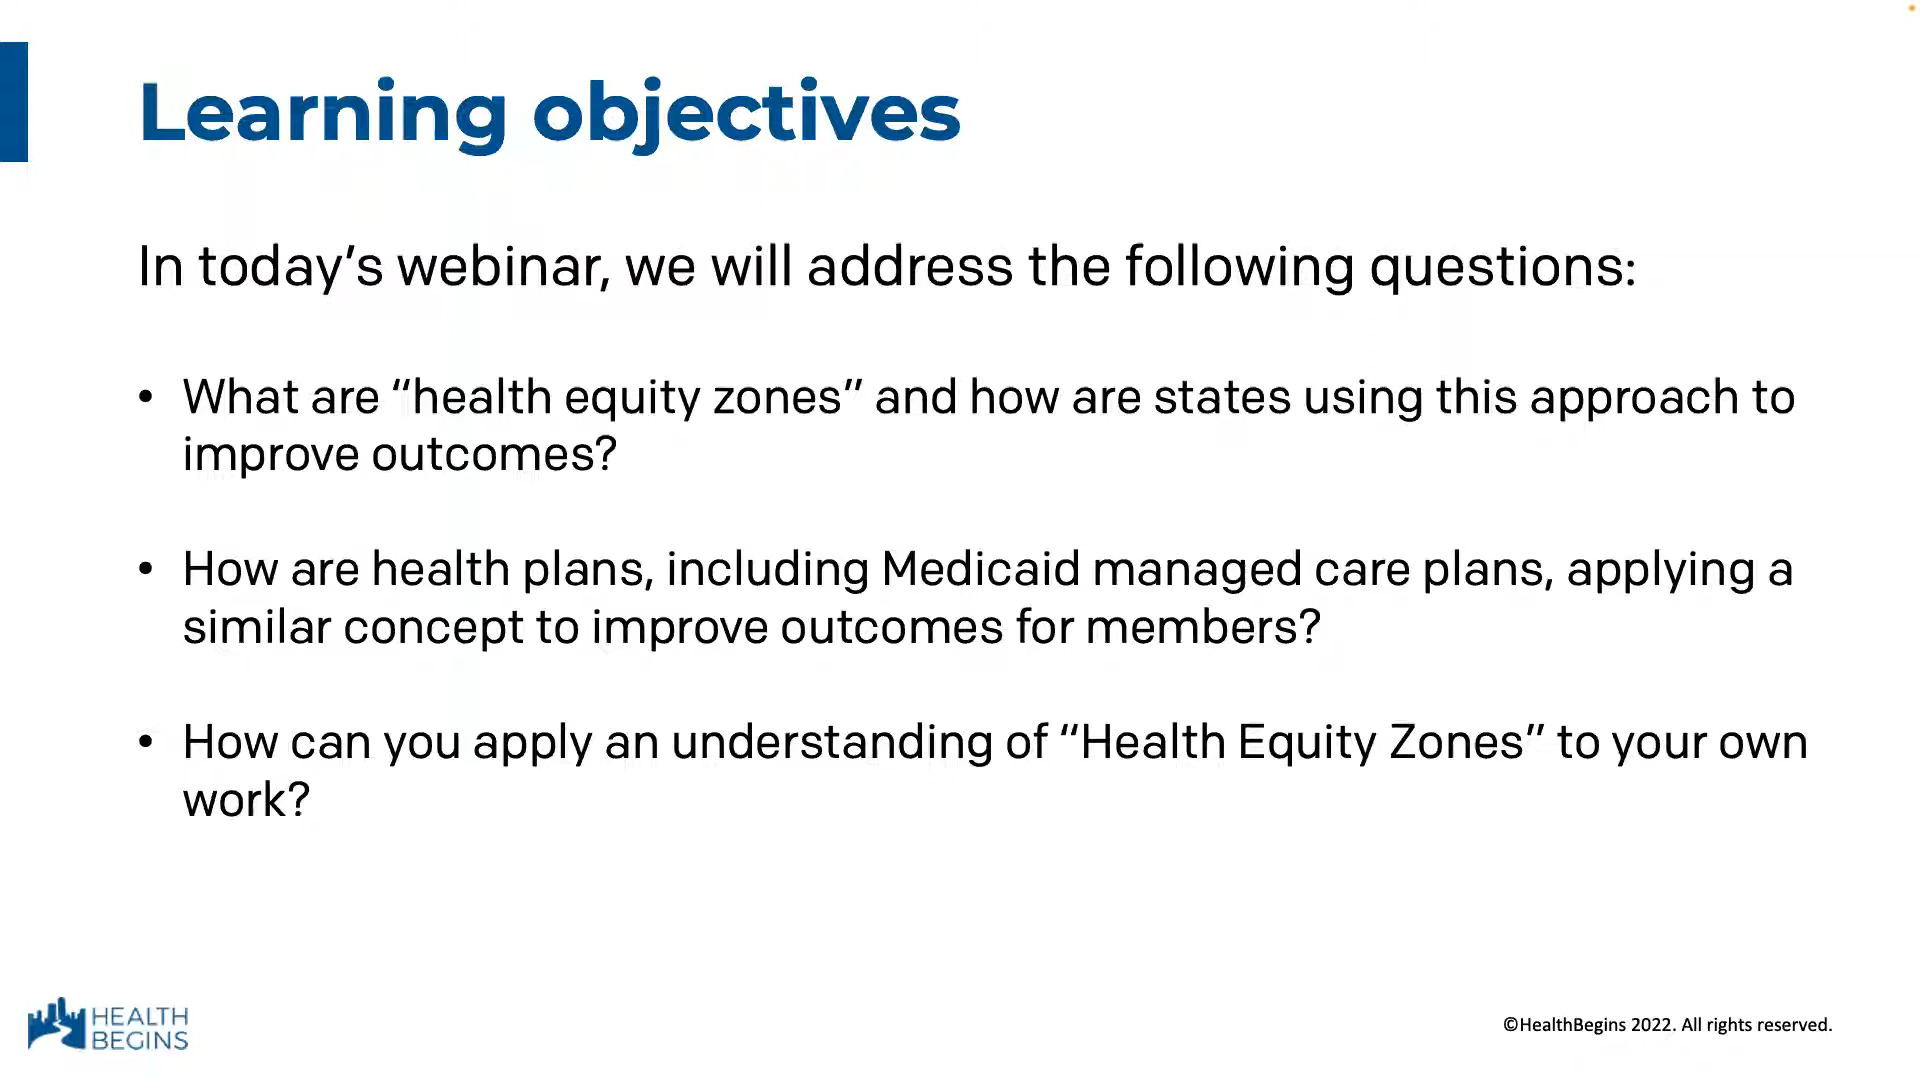 Learning objectives
In today’s webinar, we will address the following questions:
• What are “health equity zones” and how are states using this approach to
improve outcomes?
• How are health plans, including Medicaid managed care plans, applying a
similar concept to improve outcomes for members?
• How can you apply an understanding of “Health Equity Zones” to your own
work?
HEALTH
BEGINS
©HealthBegins 2022. All rights reserved.